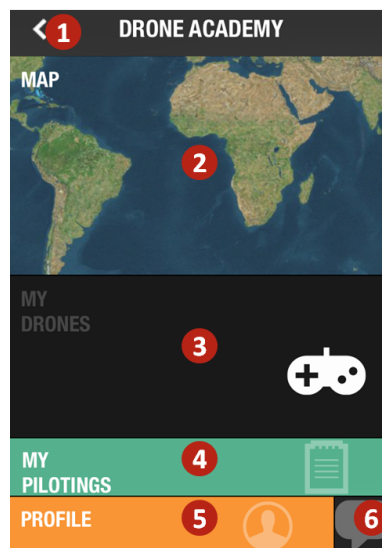 1 DRONE ACADEMY
MAP
2
MY
DRONES
3
MY
PILOTINGS
4
PROFILE 5 6